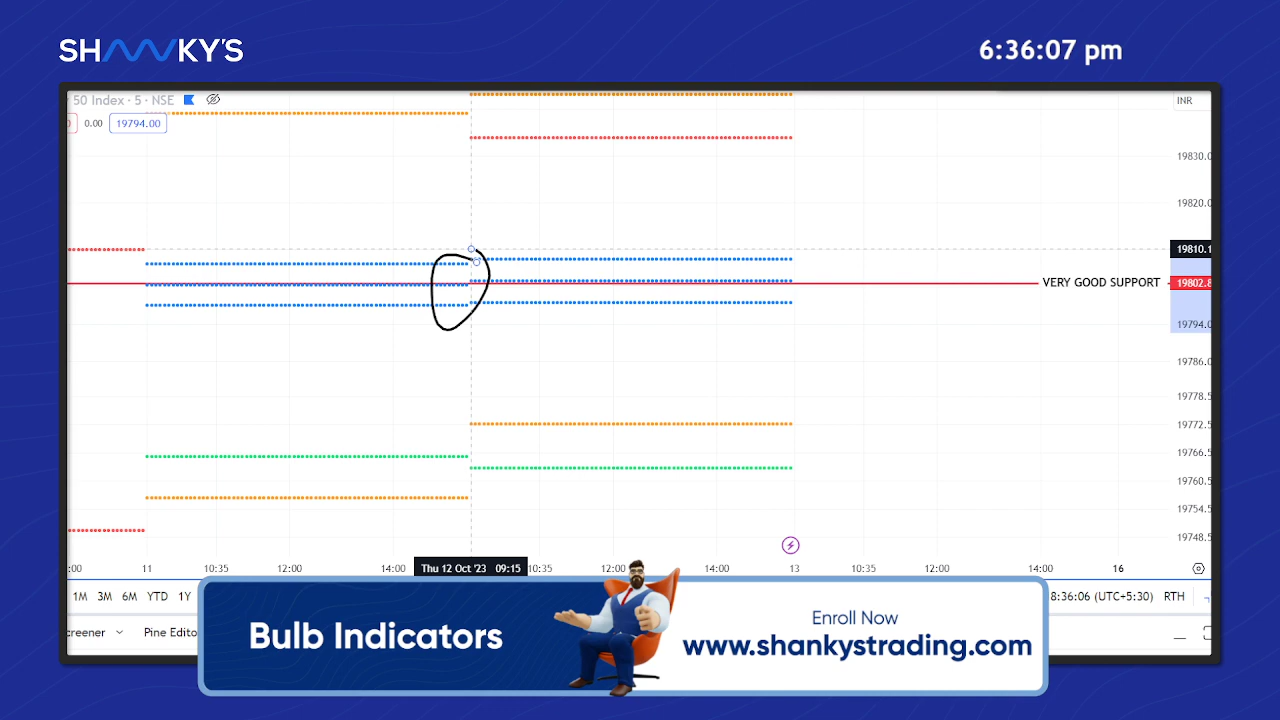 SHANKY'S
6:36:07 pm
50 Index · 5 · NSE
INR
0.00
19794.00
19830.0
19820.0
19810.1
VERY GOOD SUPPORT
19802.8
19794.0
19786.0
19778.5
19772.5
19766.5
19760.5
19754.5
19748.5
:00
11
10:35
12:00
14:00
Thu 12 Oct '23 09:15
10:35
12:00
14:00
13
10:35
12:00
14:00
16
1M 3M 6M YTD 1Y
8:36:06 (UTC+5:30) RTH
creener
Pine Edito
Bulb Indicators
Enroll Now
www.shankystrading.com